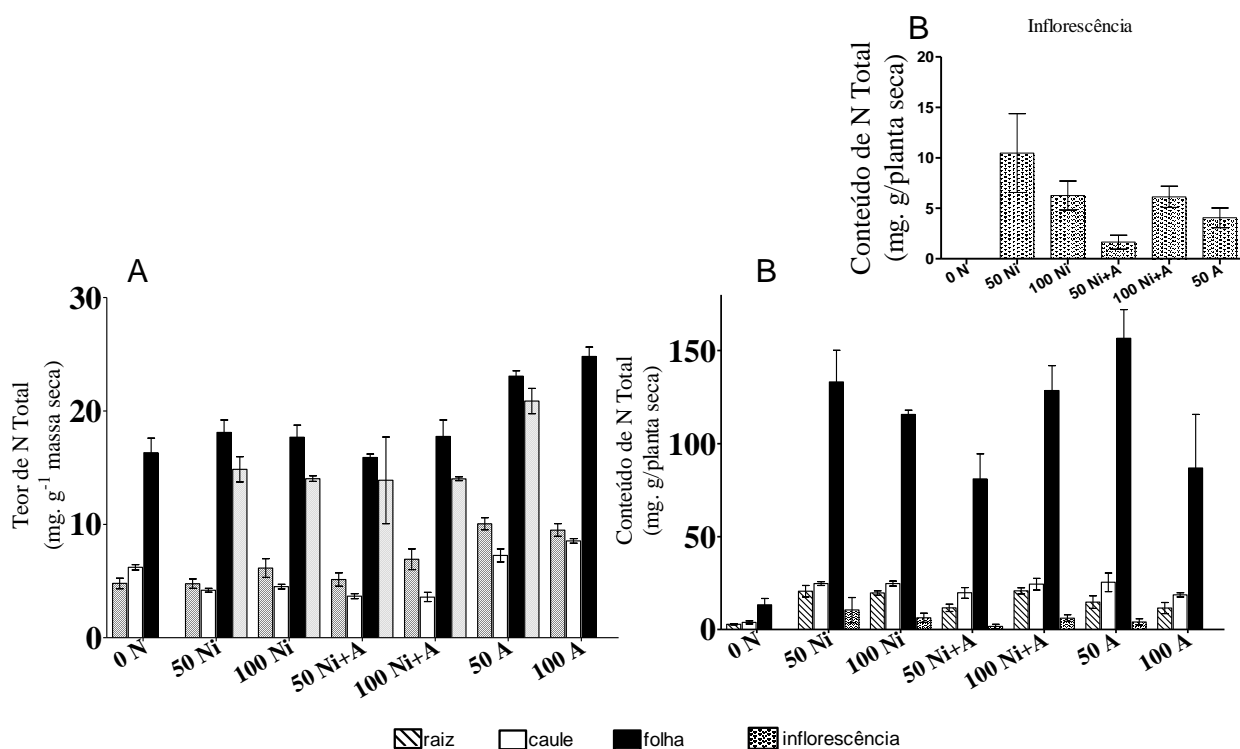 B
Inflorescência
Conteúdo de N Total
(mg. g/planta seca)
20
15
10
5
0
0 N
50 Ni
100 Ni
50 Ni+A
100 Ni+A
50 A
A
Teor de N Total
(mg. g-1 massa seca)
30
20
10
0
0 N
50 Ni
100 Ni
50 Ni+A
100 Ni+A
50 A
100 A
B
Conteúdo de N Total
(mg. g/planta seca)
150
100
50
0
0 N
50 Ni
100 Ni
50 Ni+A
100 Ni+A
50 A
100 A
raiz caule folha inflorescência